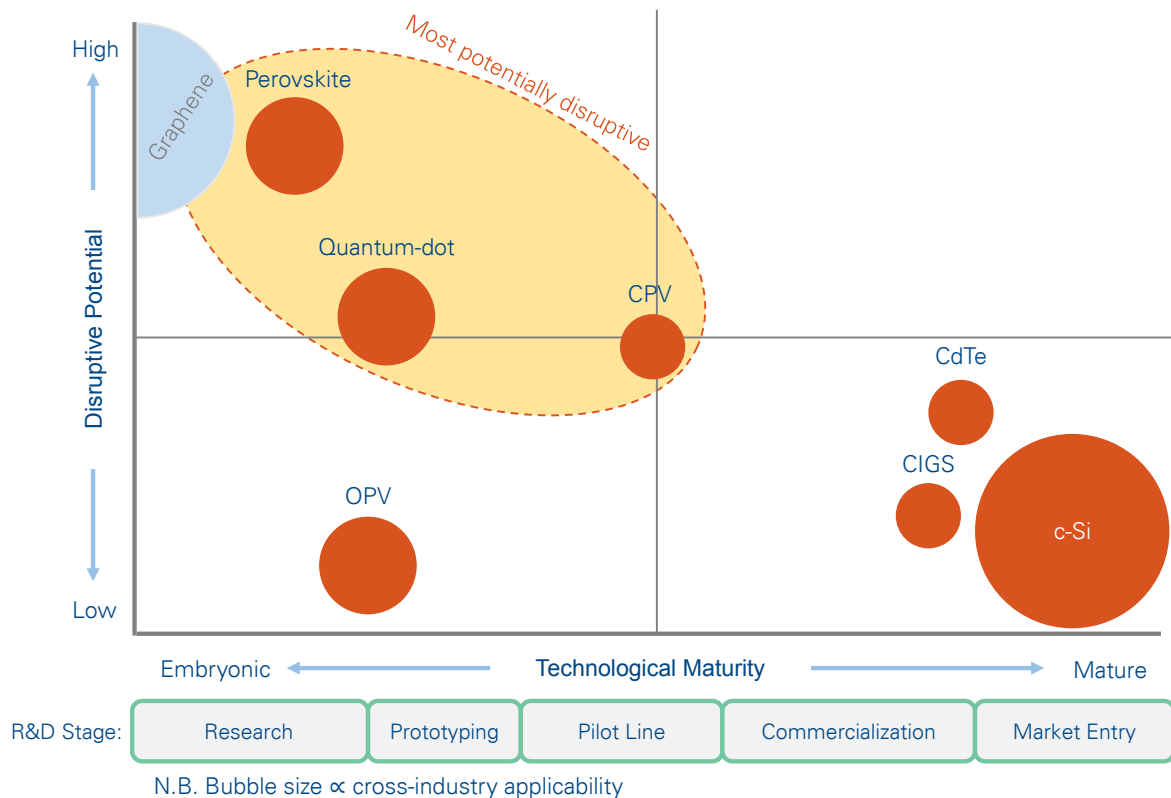 High
Graphene
Perovskite
Most potentially disruptive
Quantum-dot
CPV
Disruptive Potential
CdTe
CIGS
OPV
c-Si
Low
Embryonic
Technological Maturity
Mature
R&D Stage:
Research
Prototyping
Pilot Line
Commercialization
Market Entry
N.B. Bubble size ∝ cross-industry applicability